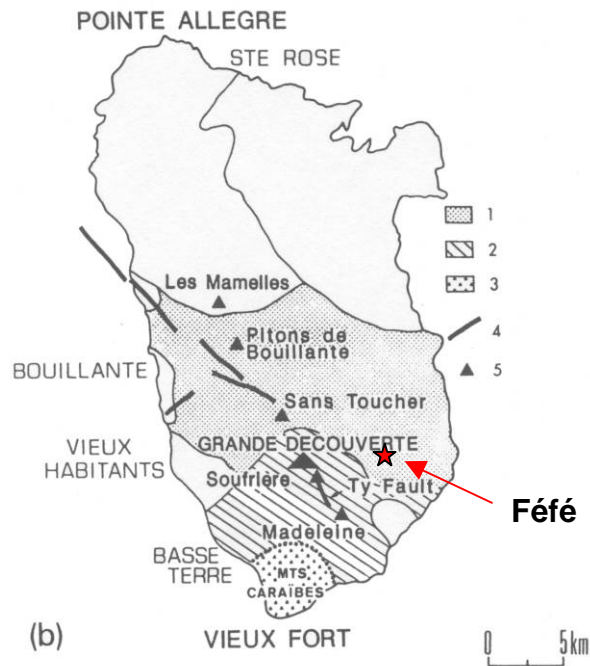 POINTE ALLEGRE
STE ROSE
1
2
3
4
5
Les Mamelles
Pitons de
Bouillante
BOUILLANTE
Sans Toucher
VIEUX
HABITANTS
GRANDE DECOUVERTE
Soufrière
Ty Fault
Féfé
Madeleine
BASSE
TERRE
MTS
CARAÏBES
(b)
VIEUX FORT
0 5km